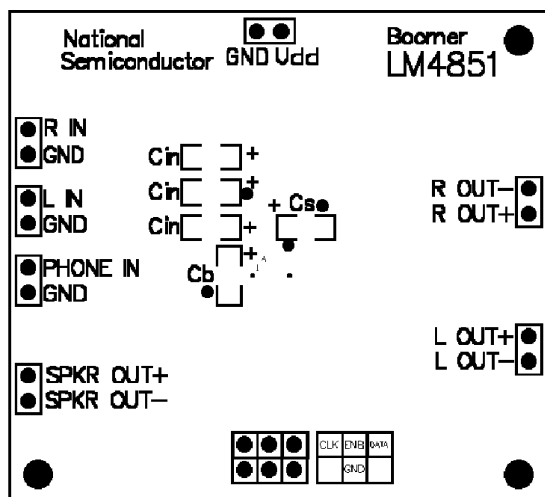 National
Semiconductor
GND Vdd
Boomer
LM4851
R IN
GND
Cin +
L IN
GND
Cin +
Cin +
+ Cs
R OUT-
R OUT+
PHONE IN
GND
+
Cb
L OUT+
L OUT-
SPKR OUT+
SPKR OUT-
CLK ENB DATA
GND